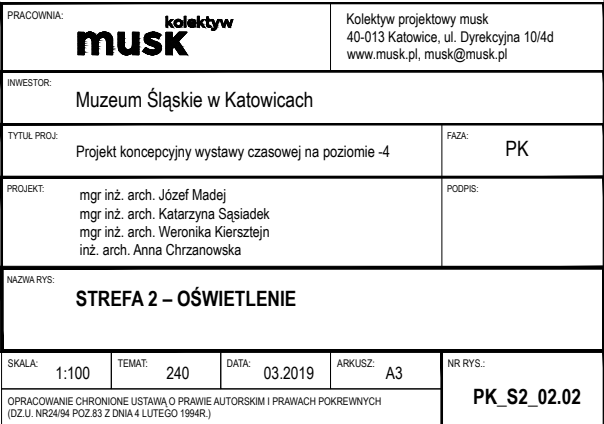 PRACOWNIA:
kolektyw
musk
Kolektyw projektowy musk
40-013 Katowice, ul. Dyrekcyjna 10/4d
www.musk.pl, musk@musk.pl
INWESTOR:
Muzeum Śląskie w Katowicach
TYTUŁ PROJ:
Projekt koncepcyjny wystawy czasowej na poziomie -4
FAZA:
PK
PROJEKT:
mgr inż. arch. Józef Madej
mgr inż. arch. Katarzyna Sąsiadek
mgr inż. arch. Weronika Kiersztejn
inż. arch. Anna Chrzanowska
PODPIS:
NAZWA RYS:
STREFA 2 – OŚWIETLENIE
SKALA: 1:100
TEMAT: 240
DATA: 03.2019
ARKUSZ: A3
NR RYS.:
PK_S2_02.02
OPRACOWANIE CHRONIONE USTAWĄ O PRAWIE AUTORSKIM I PRAWACH POKREWNYCH
(DZ.U. NR24/94 POZ.83 Z DNIA 4 LUTEGO 1994R.)